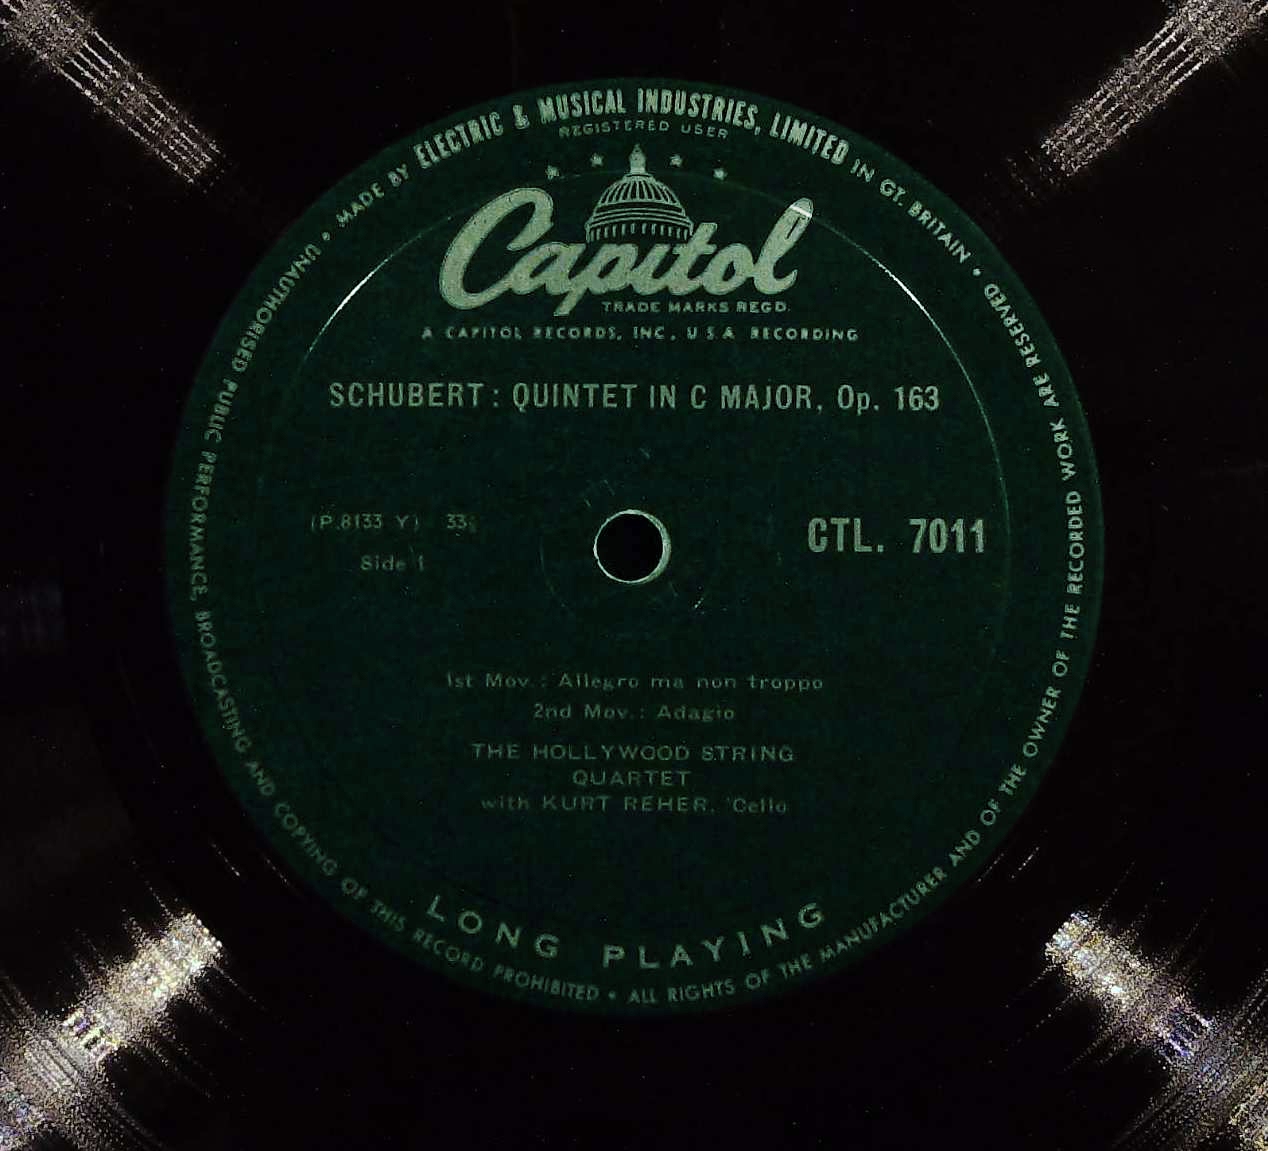 MADE BY ELECTRIC & MUSICAL INDUSTRIES, LIMITED IN GT. BRITAIN • ALL RIGHTS OF THE MANUFACTURER AND OF THE OWNER OF THE RECORDED WORK ARE RESERVED • UNAUTHORISED PUBLIC PERFORMANCE, BROADCASTING AND COPYING OF THIS RECORD PROHIBITED •
REGISTERED USER
Capitol
TRADE MARKS REGD.
A CAPITOL RECORDS, INC., U.S.A RECORDING
SCHUBERT : QUINTET IN C MAJOR, Op. 163
(P.8133 Y) 33⅓
CTL. 7011
Side 1
1st Mov.: Allegro ma non troppo
2nd Mov.: Adagio
THE HOLLYWOOD STRING
QUARTET
with KURT REHER, 'Cello
LONG PLAYING